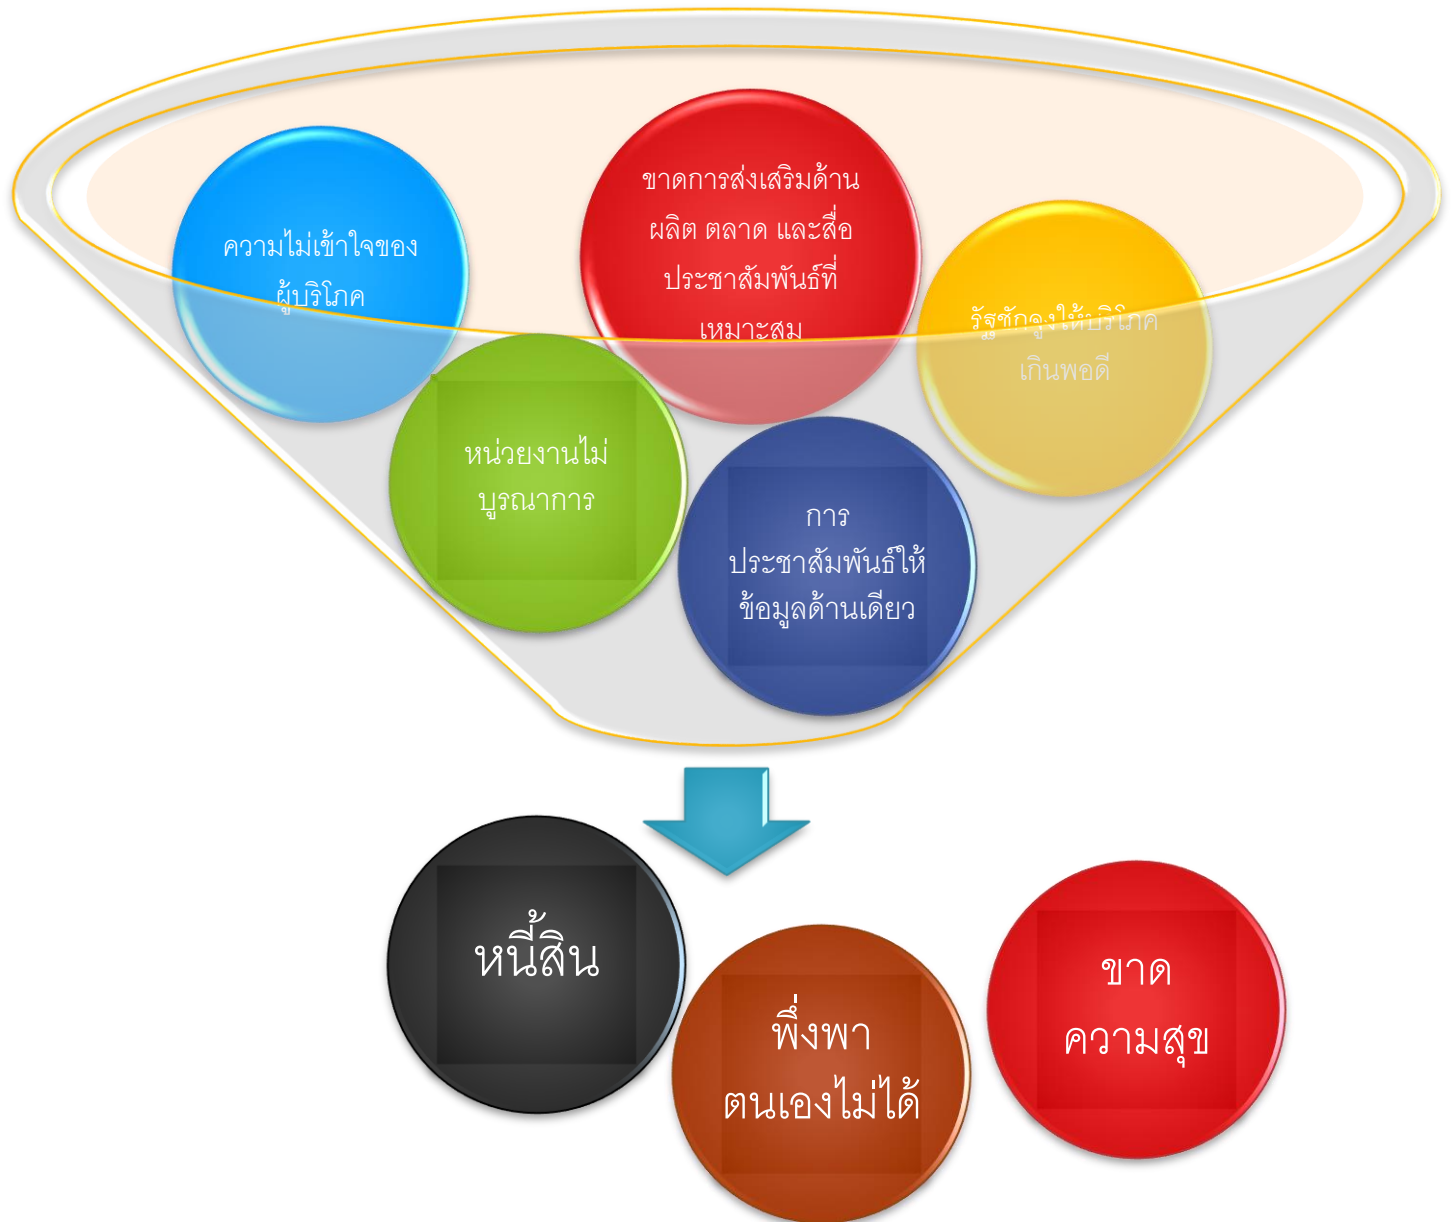 ความไม่เข้าใจของ
ผู้บริโภค
ขาดการส่งเสริมด้าน
ผลิต ตลาด และสื่อ
ประชาสัมพันธ์ที่
เหมาะสม
รัฐชักจูงให้บริโภค
เกินพอดี
หน่วยงานไม่
บูรณาการ
การ
ประชาสัมพันธ์ให้
ข้อมูลด้านเดียว
หนี้สิน
พึ่งพา
ตนเองไม่ได้
ขาด
ความสุข